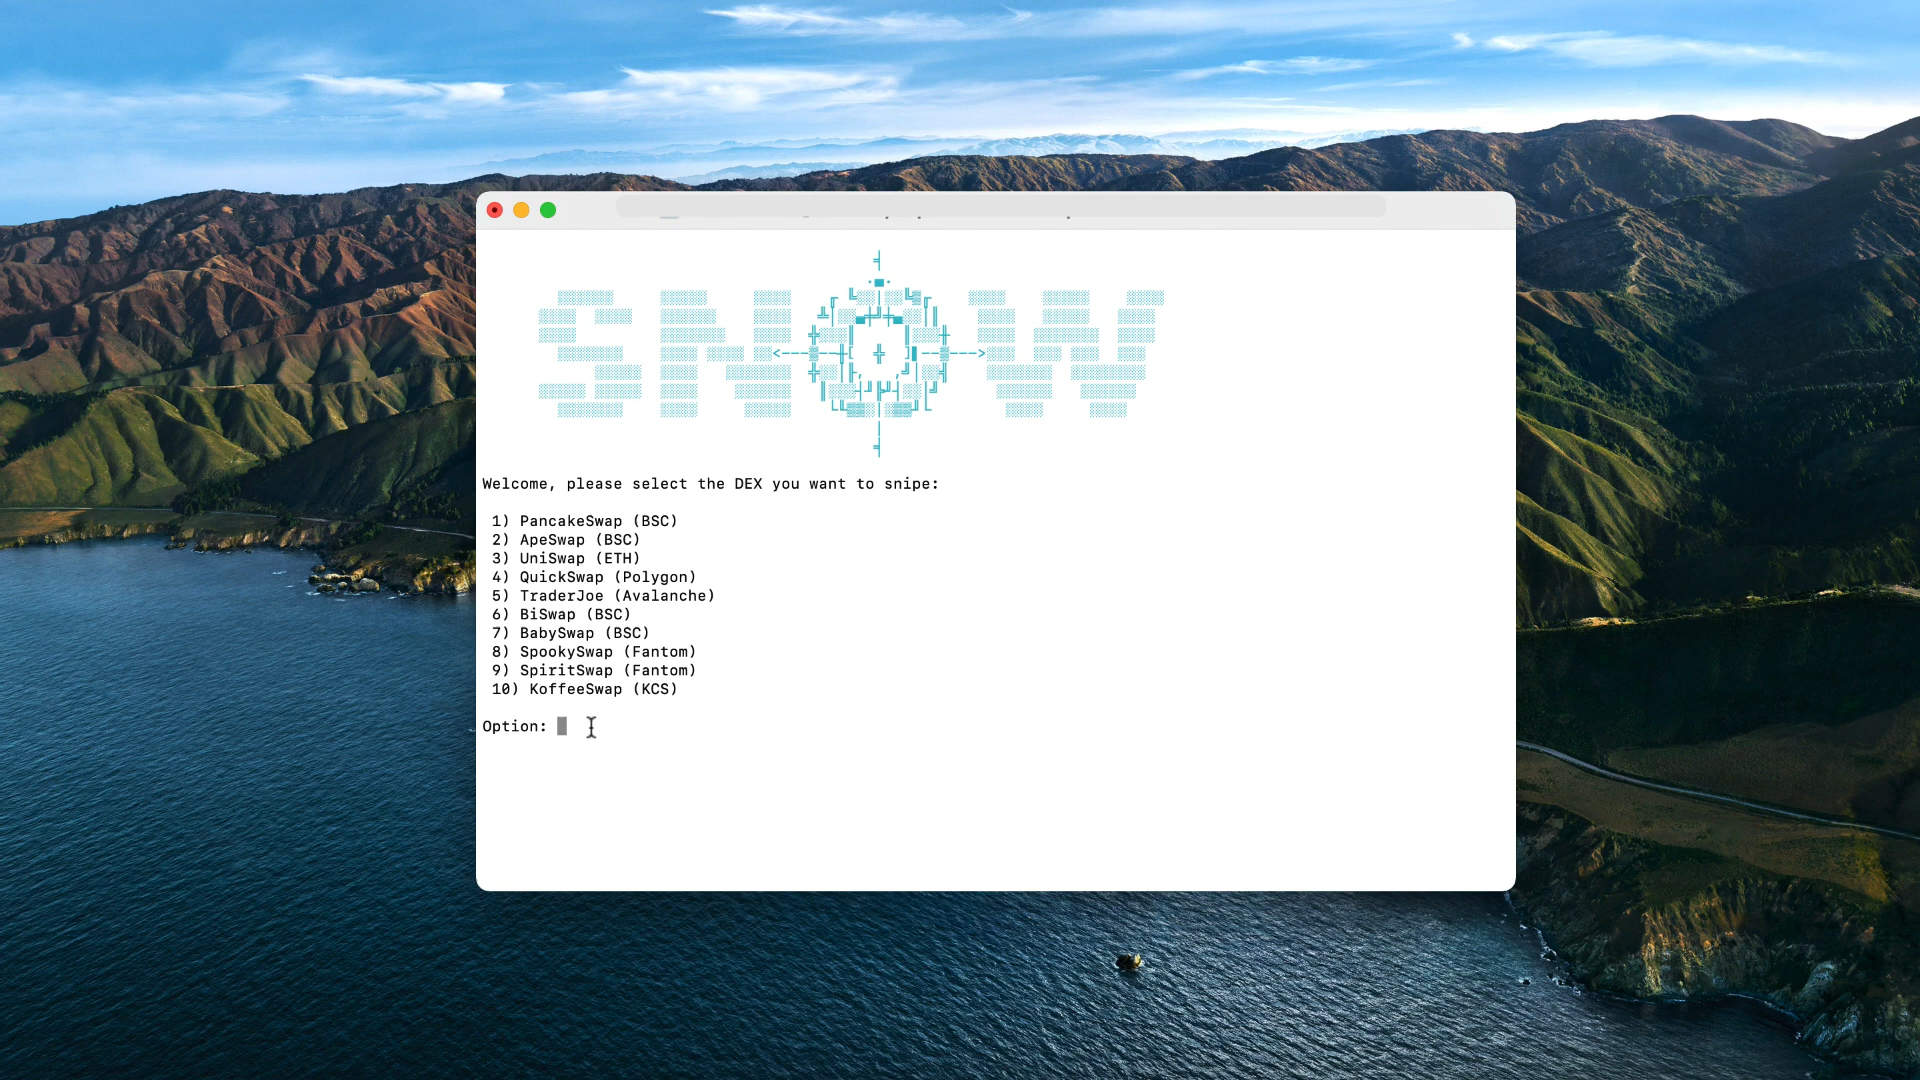 SNOW
Welcome, please select the DEX you want to snipe:
1) PancakeSwap (BSC)
2) ApeSwap (BSC)
3) UniSwap (ETH)
4) QuickSwap (Polygon)
5) TraderJoe (Avalanche)
6) BiSwap (BSC)
7) BabySwap (BSC)
8) SpookySwap (Fantom)
9) SpiritSwap (Fantom)
10) KoffeeSwap (KCS)
Option: